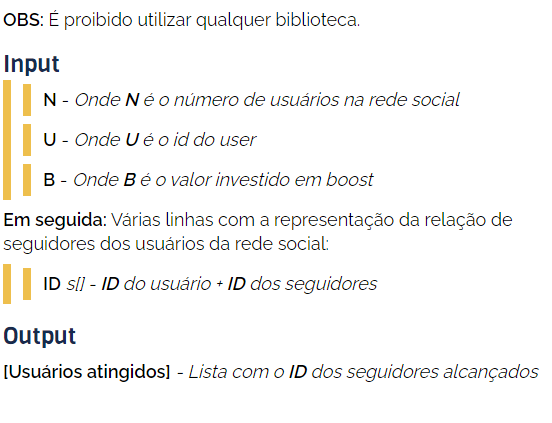 OBS: É proibido utilizar qualquer biblioteca.
Input
N - Onde N é o número de usuários na rede social
U - Onde U é o id do user
B - Onde B é o valor investido em boost
Em seguida: Várias linhas com a representação da relação de
seguidores dos usuários da rede social:
ID s[] - ID do usuário + ID dos seguidores
Output
[Usuários atingidos] - Lista com o ID dos seguidores alcançados